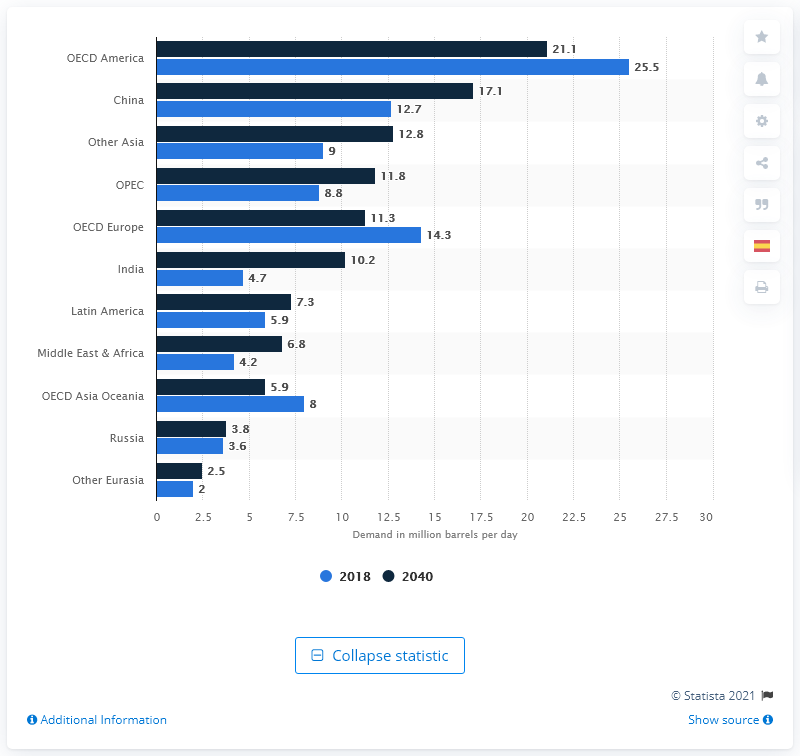 OECD America
21.1
25.5
China
17.1
12.7
Other Asia
12.8
9
OPEC
11.8
8.8
OECD Europe
11.3
14.3
India
10.2
4.7
Latin America
7.3
5.9
Middle East & Africa
6.8
4.2
OECD Asia Oceania
5.9
8
Russia
3.8
3.6
Other Eurasia
2.5
2
0 2.5 5 7.5 10 12.5 15 17.5 20 22.5 25 27.5 30
Demand in million barrels per day
2018 2040
Collapse statistic
© Statista 2021
Additional Information
Show source